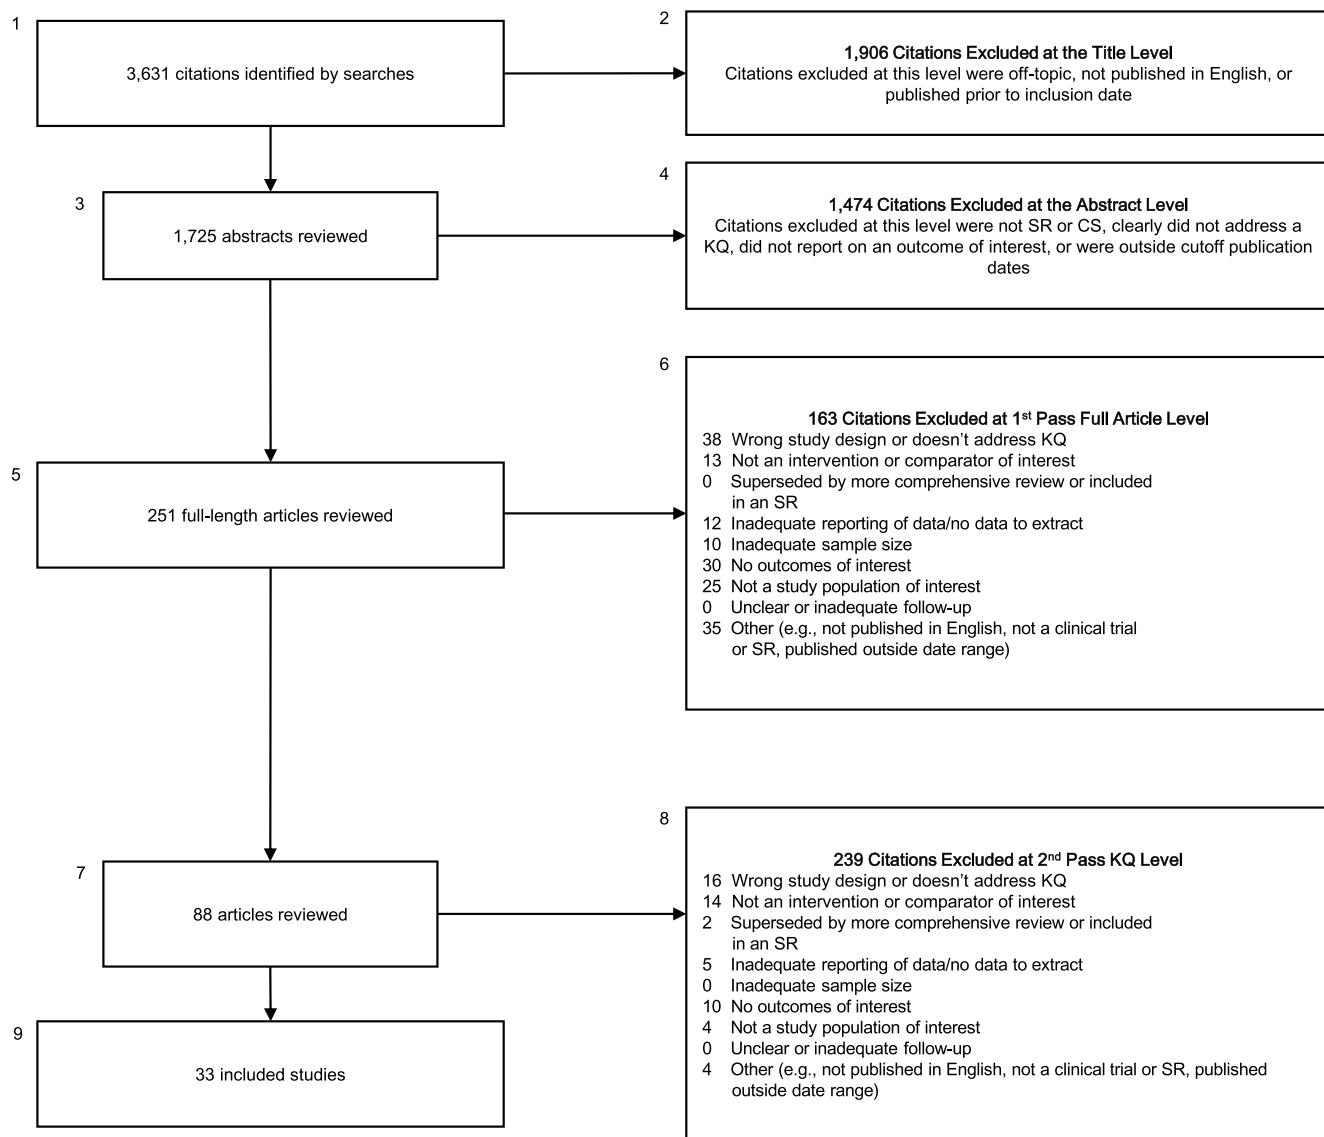 1
3,631 citations identified by searches
2
1,906 Citations Excluded at the Title Level
Citations excluded at this level were off-topic, not published in English, or
published prior to inclusion date
3
1,725 abstracts reviewed
4
1,474 Citations Excluded at the Abstract Level
Citations excluded at this level were not SR or CS, clearly did not address a
KQ, did not report on an outcome of interest, or were outside cutoff publication
dates
5
251 full-length articles reviewed
6
163 Citations Excluded at 1st Pass Full Article Level
38 Wrong study design or doesn’t address KQ
13 Not an intervention or comparator of interest
0 Superseded by more comprehensive review or included
in an SR
12 Inadequate reporting of data/no data to extract
10 Inadequate sample size
30 No outcomes of interest
25 Not a study population of interest
0 Unclear or inadequate follow-up
35 Other (e.g., not published in English, not a clinical trial
or SR, published outside date range)
7
88 articles reviewed
8
239 Citations Excluded at 2nd Pass KQ Level
16 Wrong study design or doesn’t address KQ
14 Not an intervention or comparator of interest
2 Superseded by more comprehensive review or included
in an SR
5 Inadequate reporting of data/no data to extract
0 Inadequate sample size
10 No outcomes of interest
4 Not a study population of interest
0 Unclear or inadequate follow-up
4 Other (e.g., not published in English, not a clinical trial or SR, published
outside date range)
9
33 included studies